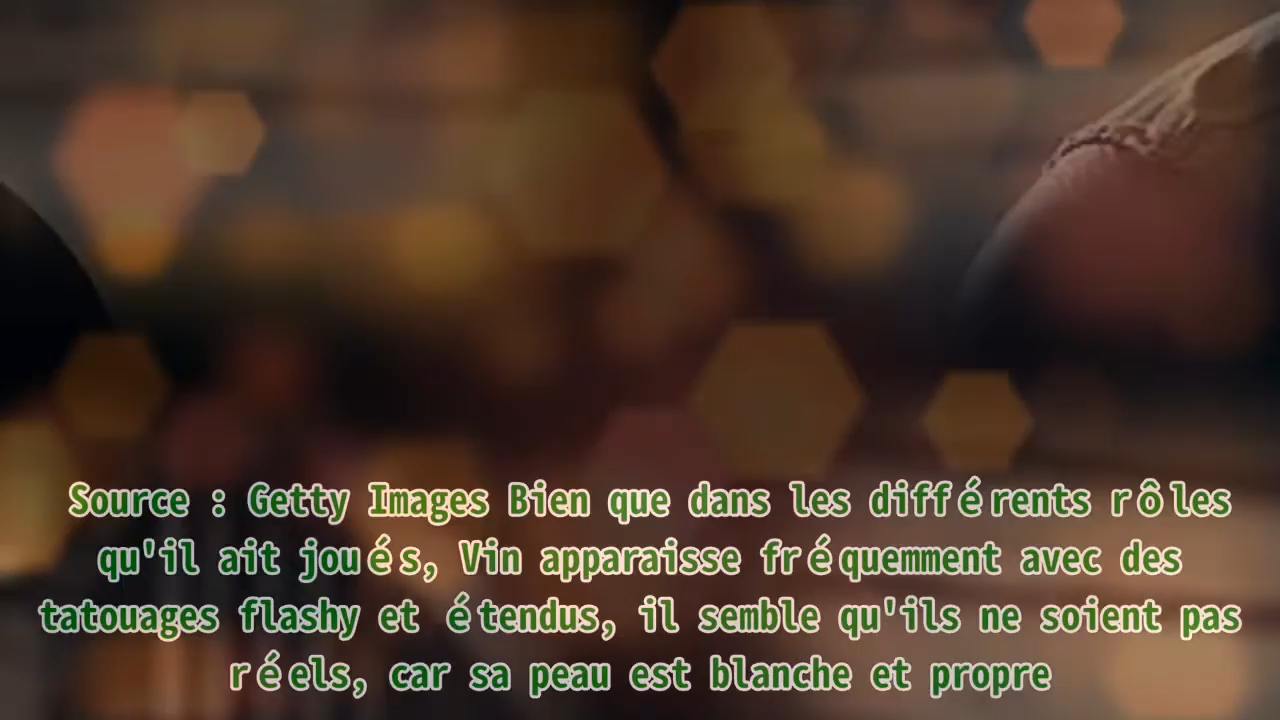 Source : Getty Images Bien que dans les différents rôles
qu'il ait joués, Vin apparaisse fréquemment avec des
tatouages flashy et étendus, il semble qu'ils ne soient pas
réels, car sa peau est blanche et propre